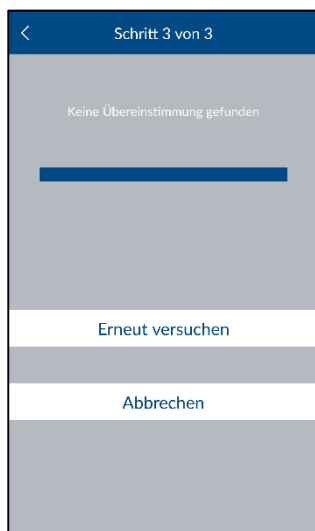 Schritt 3 von 3
Keine Übereinstimmung gefunden
Erneut versuchen
Abbrechen